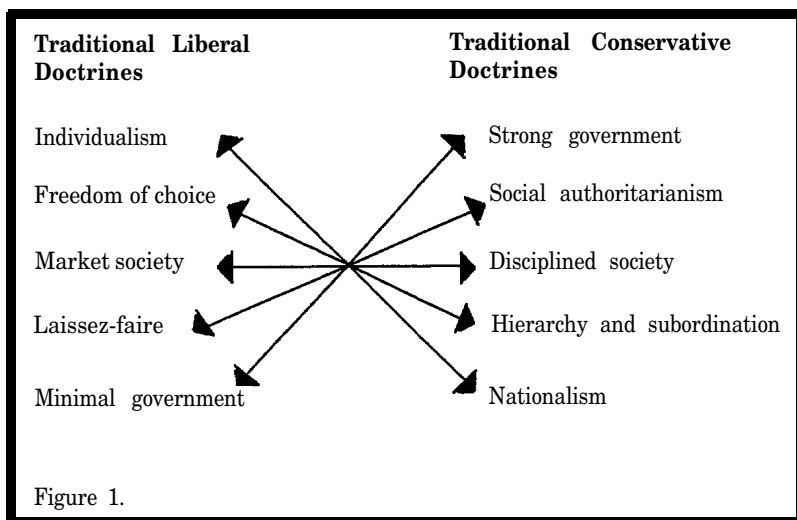 Traditional Liberal Doctrines
Traditional Conservative Doctrines
Individualism
Strong government
Freedom of choice
Social authoritarianism
Market society
Disciplined society
Laissez-faire
Hierarchy and subordination
Minimal government
Nationalism
Figure 1.